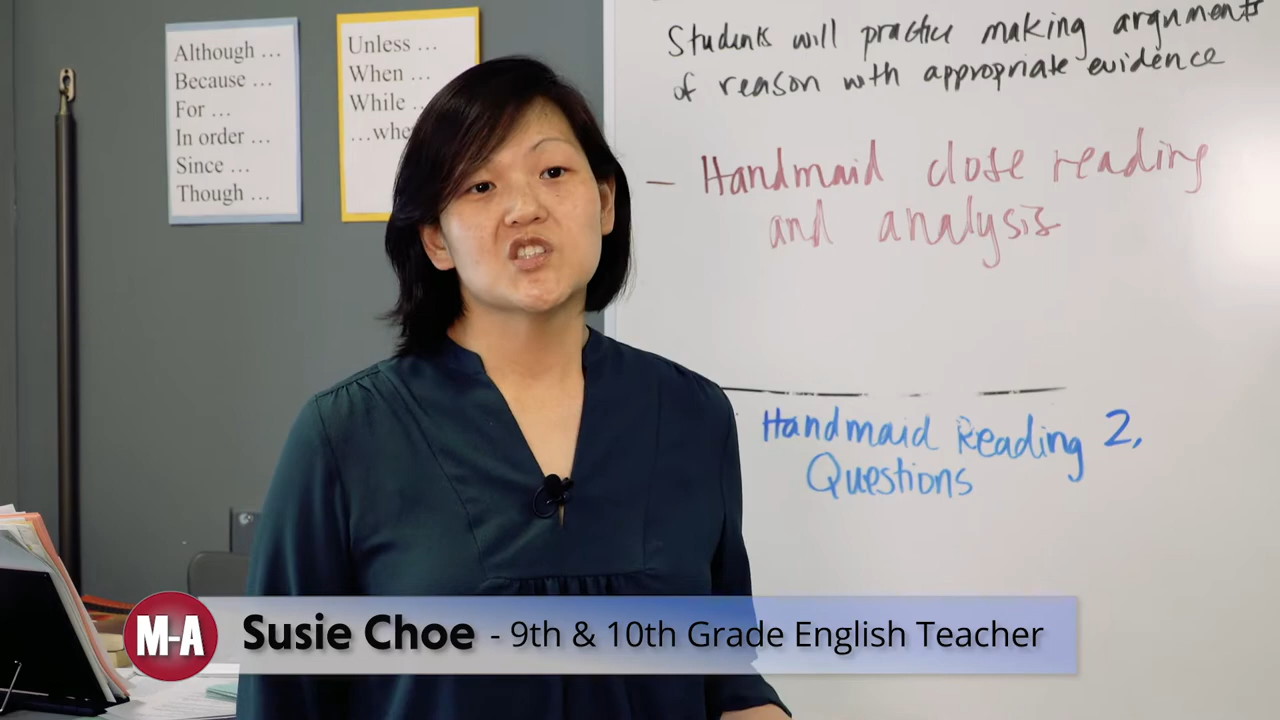 Although ...
Because ...
For ...
In order ...
Since ...
Though ...
Unless ...
When ...
While ..
...whe
Students will practice making arguments
of reason with appropriate evidence
— Handmaid close reading
and analysis
Handmaid Reading 2,
Questions
M-A
Susie Choe - 9th & 10th Grade English Teacher